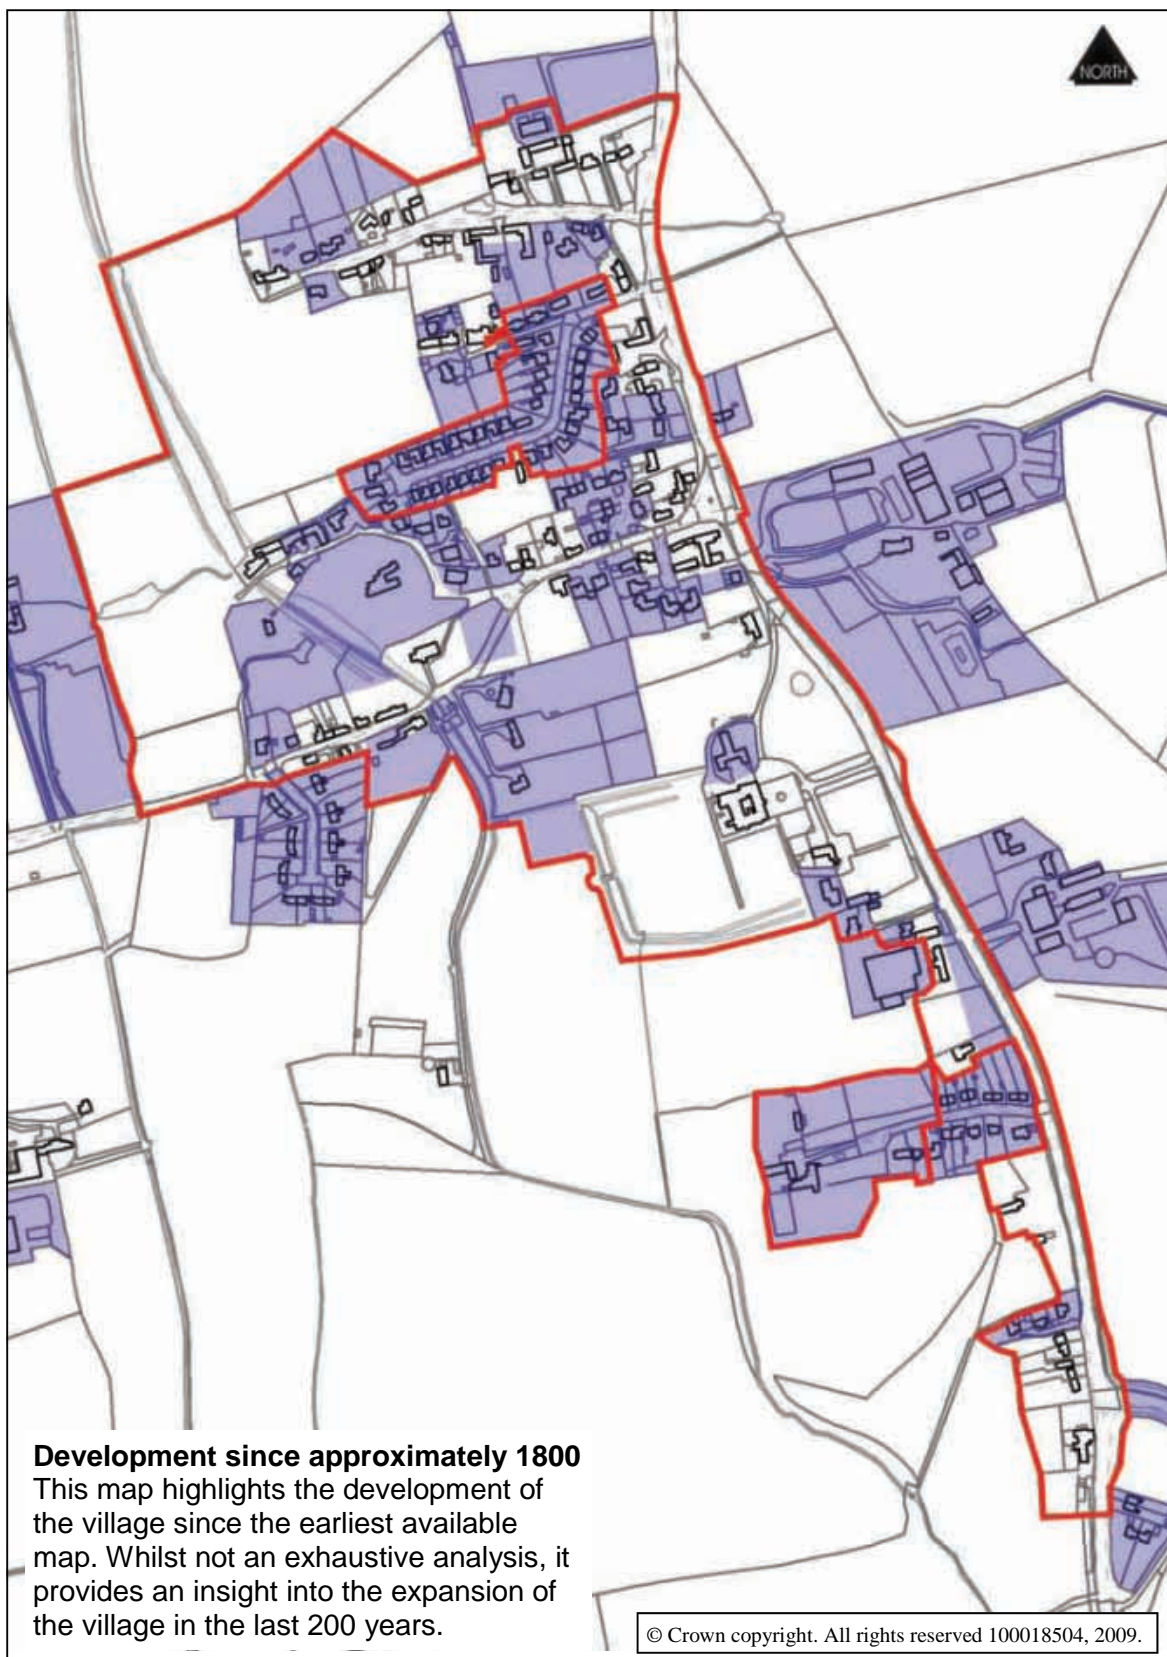 NORTH
Development since approximately 1800
This map highlights the development of
the village since the earliest available
map. Whilst not an exhaustive analysis, it
provides an insight into the expansion of
the village in the last 200 years.
© Crown copyright. All rights reserved 100018504, 2009.